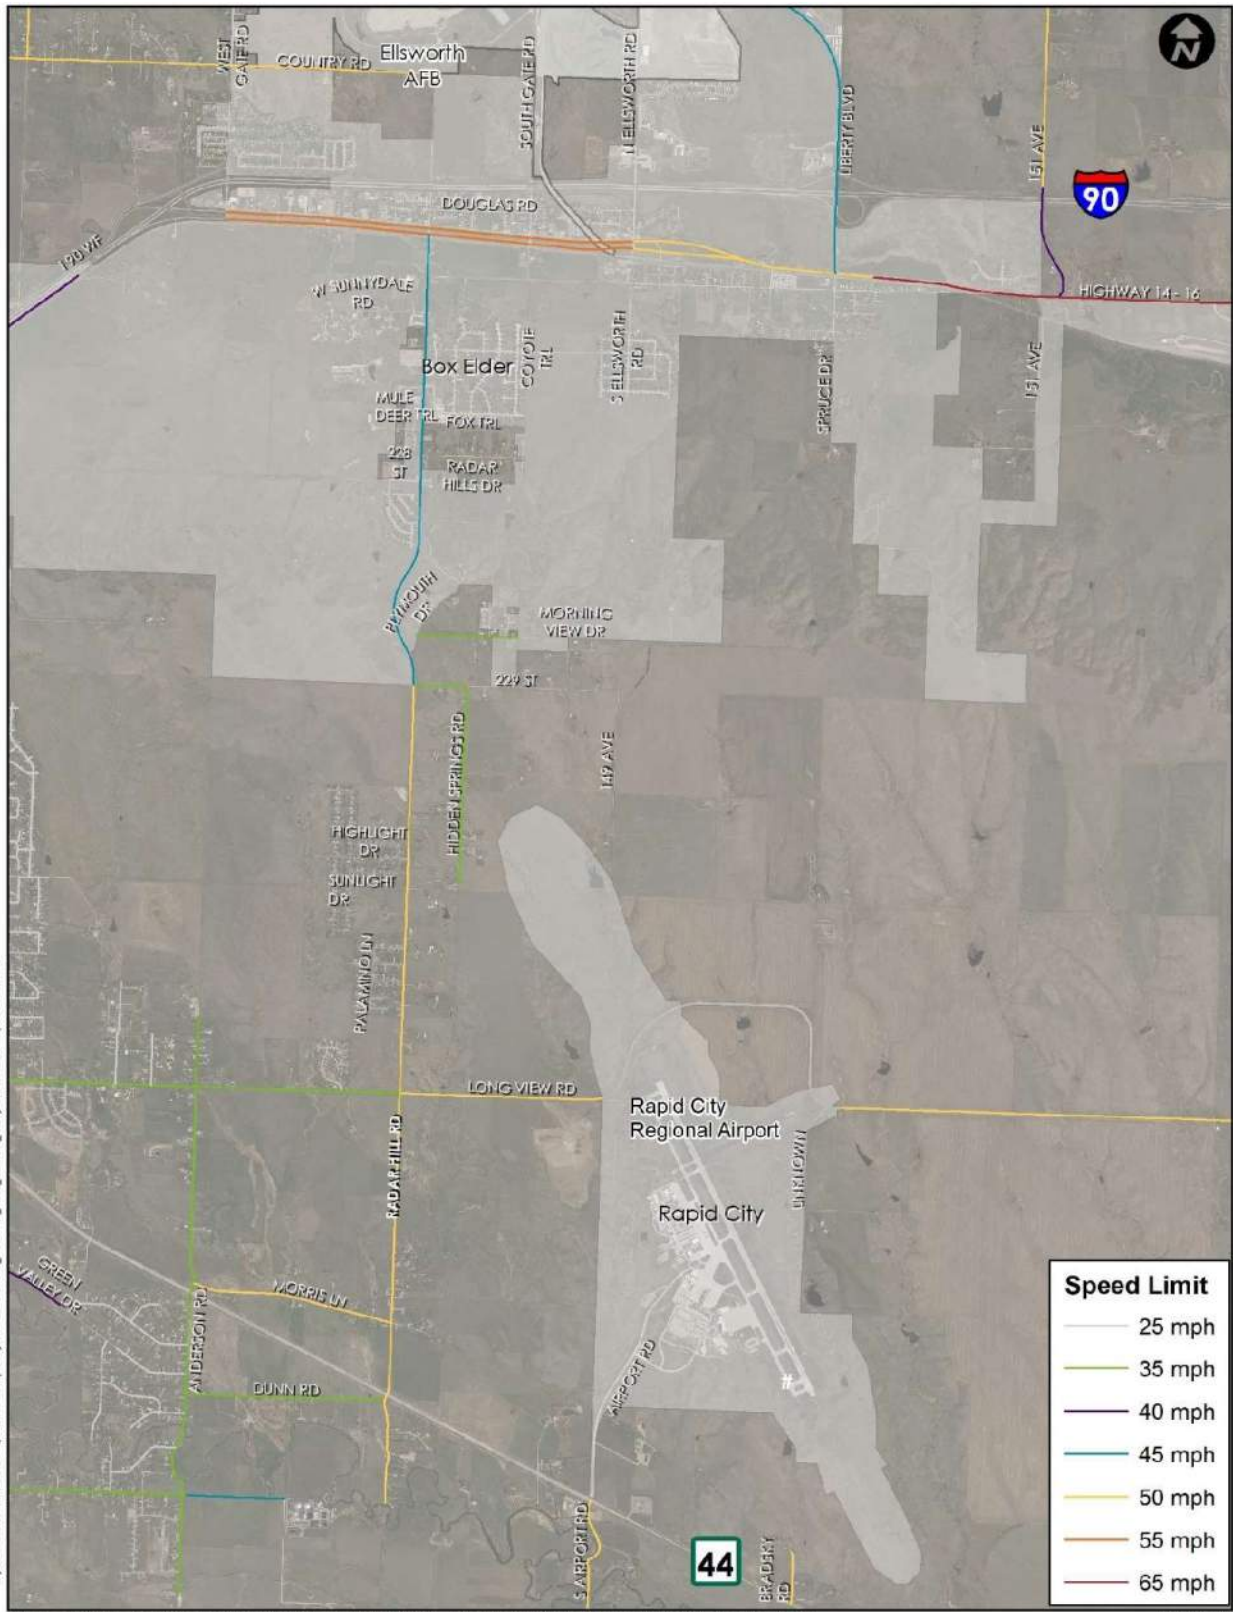 N
WEST
GATE RD
COUNTRY RD
Ellsworth
AFB
SOUTH GATE RD
N ELLSWORTH RD
LIBERTY BLVD
151 AVE
90
DOUGLAS RD
I 90 WF
W SUNNYDALE
RD
HIGHWAY 14 - 16
Box Elder
COYOTE
TRL
S ELLSWORTH
RD
SPRUCE DR
151 AVE
MULE
DEER TRL
FOX TRL
228
ST
RADAR
HILLS DR
PLYMOUTH
DR
MORNING
VIEW DR
229 ST
HIDDEN SPRINGS RD
149 AVE
HIGHLIGHT
DR
SUNLIGHT
DR
PALAMINO LN
LONG VIEW RD
Rapid City
Regional Airport
RADAR HILL RD
UNKNOWN
Rapid City
GREEN
VALLEY DR
MORRIS LN
ANDERSON RD
DUNN RD
AIRPORT RD
#
S AIRPORT RD
44
BRADSKY
RD
Speed Limit
25 mph
35 mph
40 mph
45 mph
50 mph
55 mph
65 mph